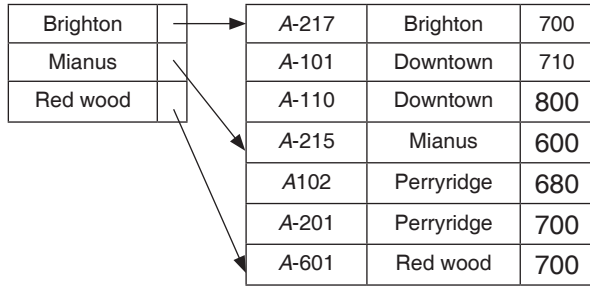 Brighton A-217 Brighton 700
Mianus A-101 Downtown 710
Red wood A-110 Downtown 800
A-215 Mianus 600
A102 Perryridge 680
A-201 Perryridge 700
A-601 Red wood 700